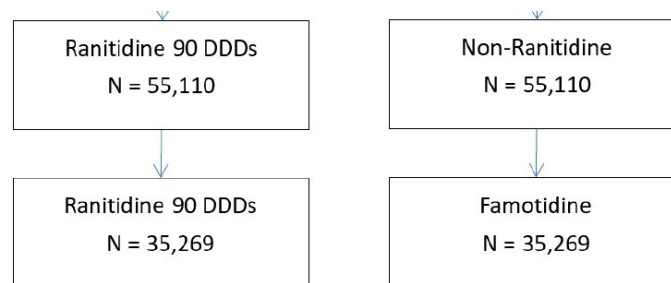 Ranitidine 90 DDDs
N = 55,110
Non-Ranitidine
N = 55,110
Ranitidine 90 DDDs
N = 35,269
Famotidine
N = 35,269